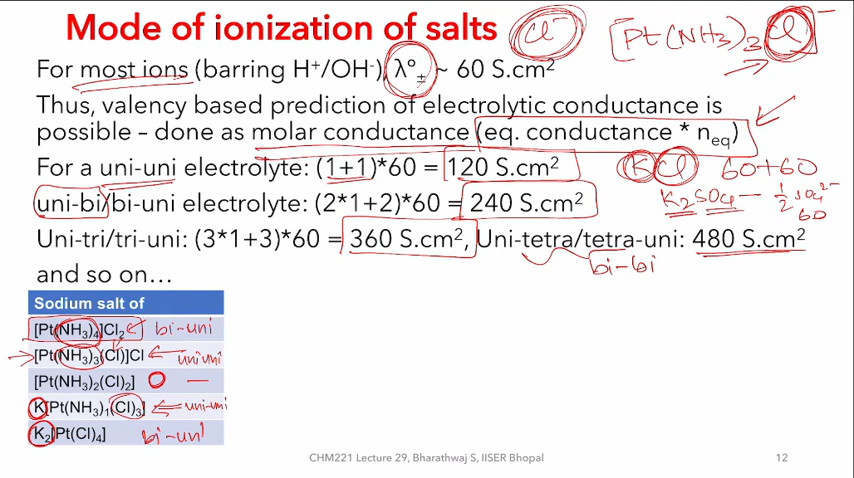 Mode of ionization of salts
Cl⁻
[Pt(NH3)3Cl]⁻
For most ions (barring H⁺/OH⁻), λ°± ~ 60 S.cm²
Thus, valency based prediction of electrolytic conductance is
possible – done as molar conductance (eq. conductance * neq)
For a uni-uni electrolyte: (1+1)*60 = 120 S.cm²
KCl 60+60
uni-bi/bi-uni electrolyte: (2*1+2)*60 = 240 S.cm²
K2SO4 — ½ SO4²⁻
60
Uni-tri/tri-uni: (3*1+3)*60 = 360 S.cm², Uni-tetra/tetra-uni: 480 S.cm²
bi-bi
and so on…
Sodium salt of
[Pt(NH3)4]Cl2 bi-uni
[Pt(NH3)3(Cl)]Cl uni uni
[Pt(NH3)2(Cl)2] 0 —
K[Pt(NH3)1(Cl)3] uni-uni
K2[Pt(Cl)4] bi-uni
CHM221 Lecture 29, Bharathwaj S, IISER Bhopal
12